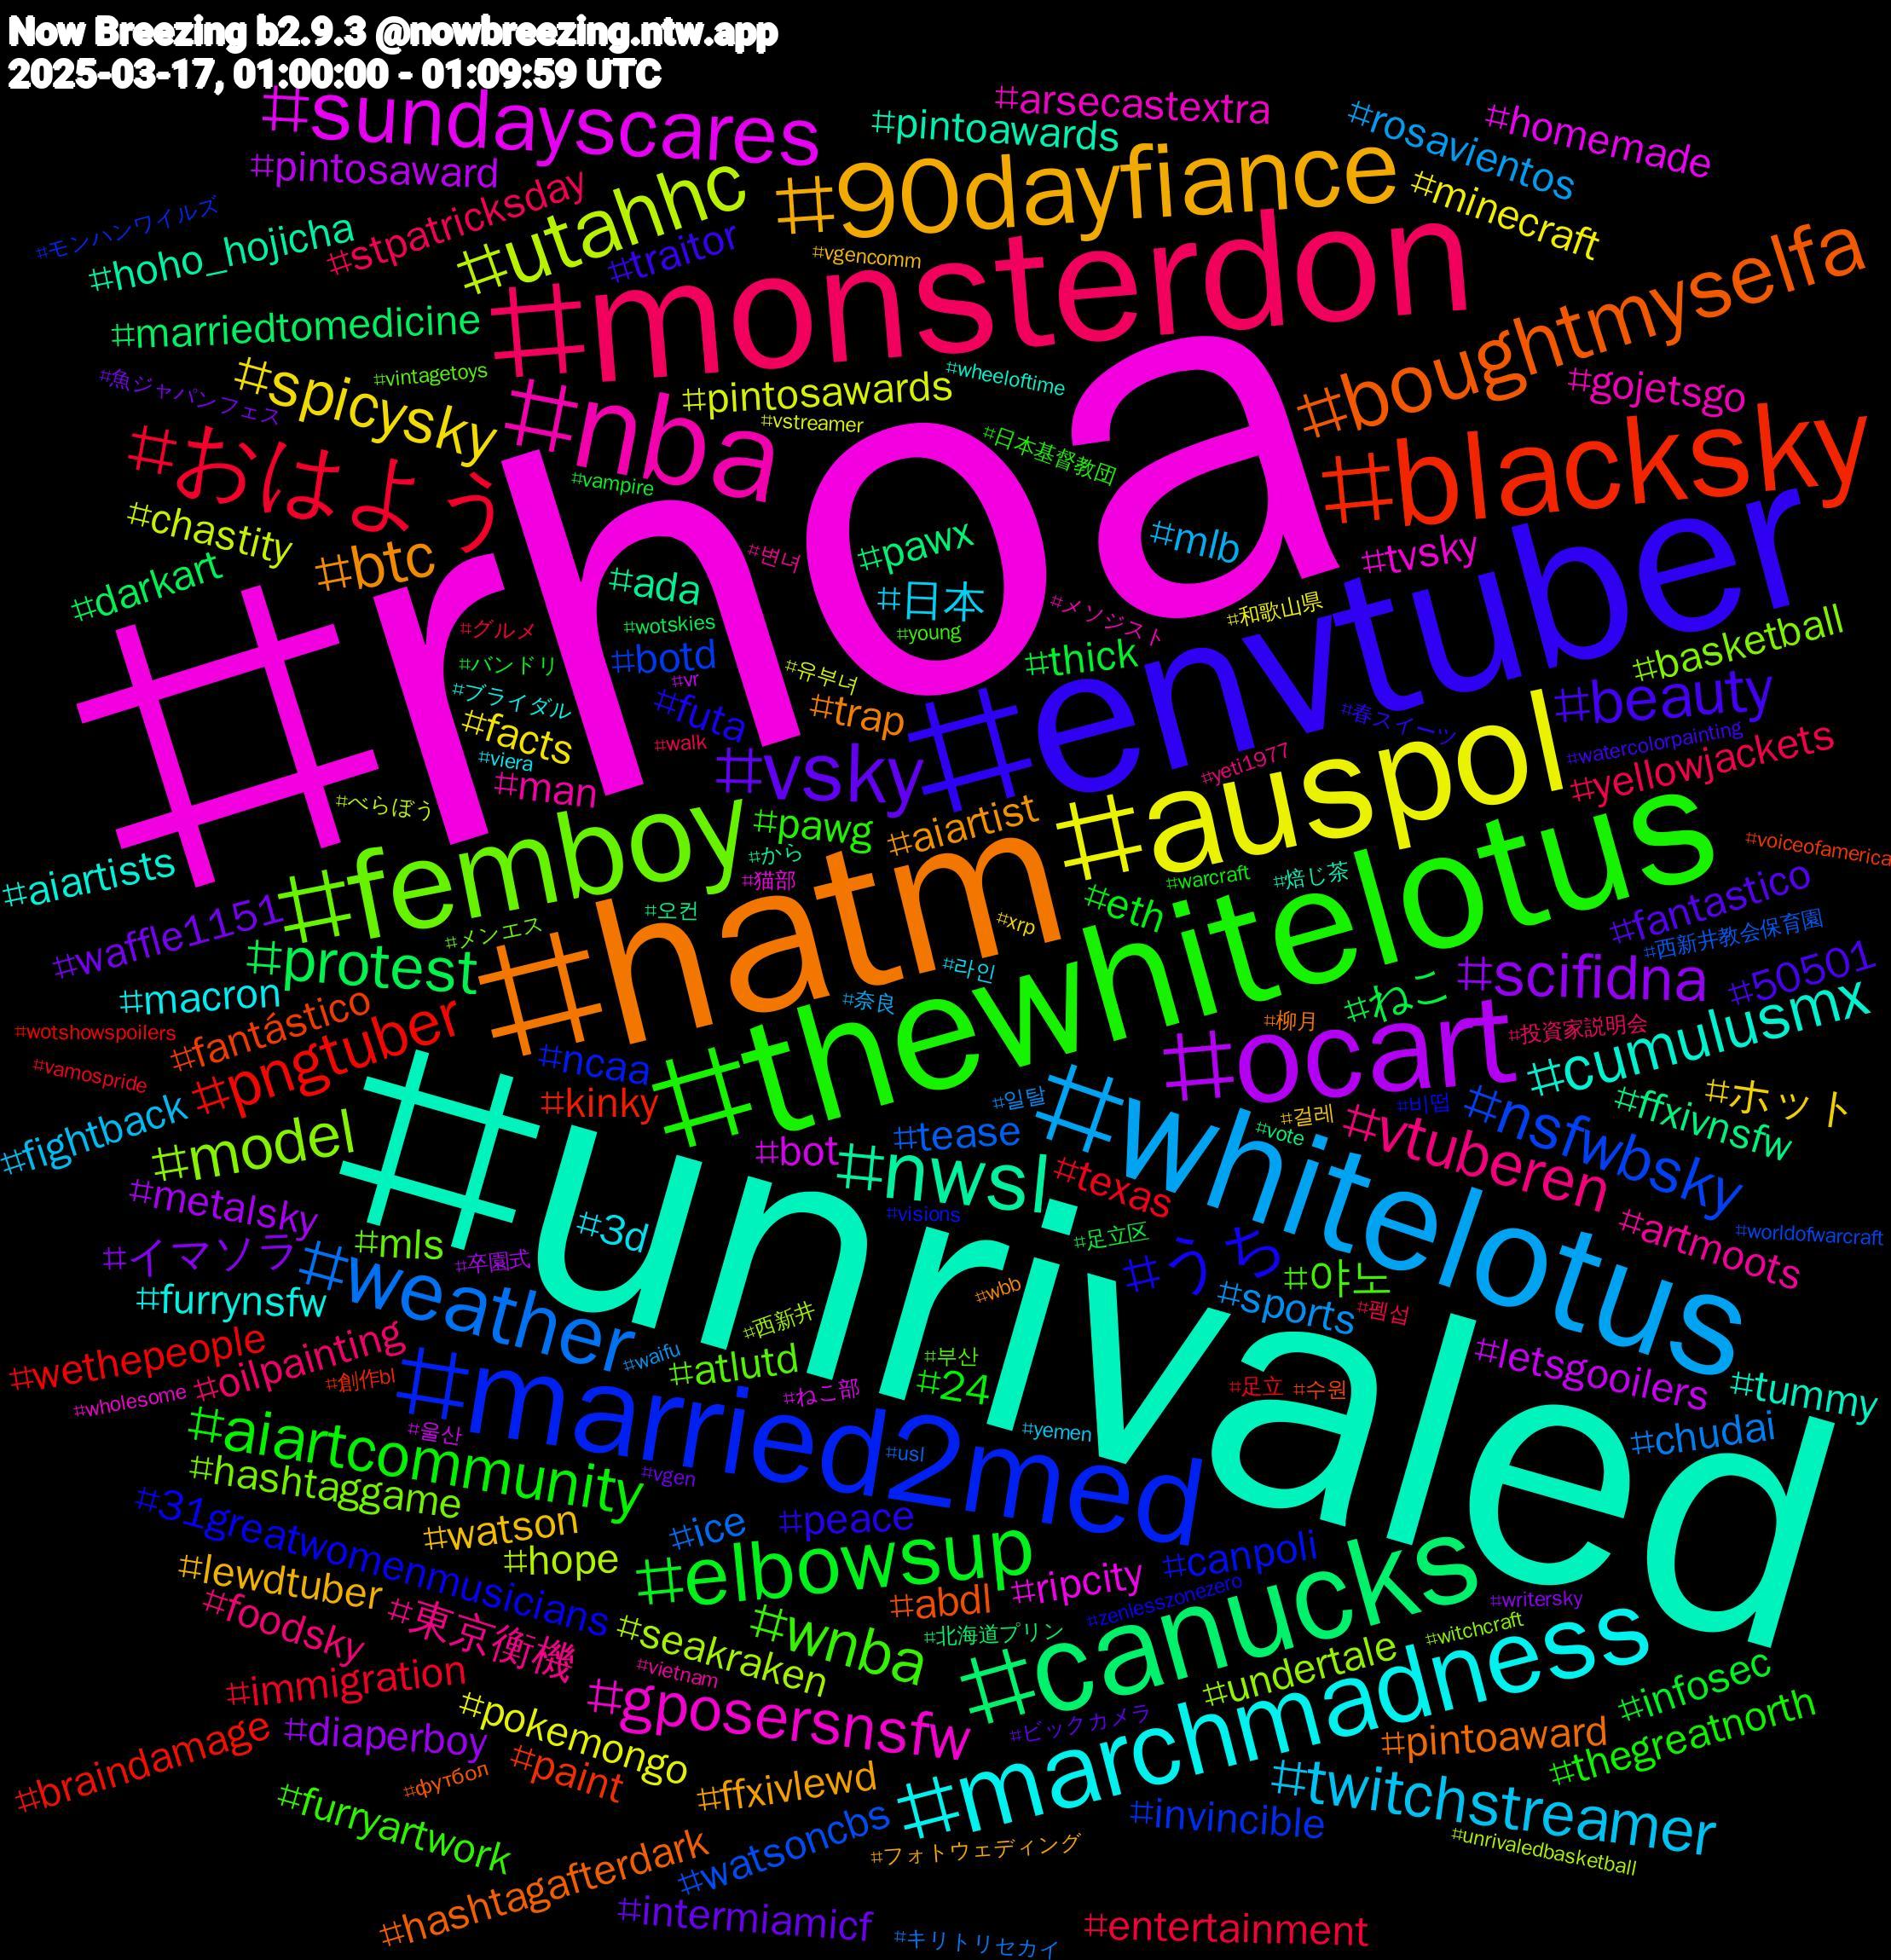 Now Breezing b2.9.3 @nowbreezing.ntw.app
2025-03-17, 01:00:00 - 01:09:59 UTC
#sundayscares
#arsecastextra
#homemade
#pintoawards
#rosavientos
#90dayfiance
#pintosaward
#utahhc
#stpatricksday
#モンハンワイルズ
#hoho_hojicha
#traitor
#vgencomm
#minecraft
#monsterdon
#boughtmyselfa
#marriedtomedicine
#魚ジャパンフェス
#vintagetoys
#spicysky
#nba
#pintosawards
#wheeloftime
#vstreamer
#gojetsgo
#rhoa
#おはよう
#日本基督教団
#blacksky
#vampire
#chastity
#btc
#pawx
#mlb
#tvsky
#envtuber
#darkart
#ada
#변녀
#メソジスト
#日本
#和歌山県
#グルメ
#wotskies
#young
#botd
#thick
#basketball
#バンドリ
#vr
#유부녀
#ブライダル
#futa
#trap
#facts
#walk
#viera
#春スイーツ
#beauty
#vsky
#auspol
#watercolorpainting
#yeti1977
#yellowjackets
#man
#べらぼう
#femboy
#pawg
#aiartist
#hatm
#thewhitelotus
#aiartists
#から
#猫部
#焙じ茶
#voiceofamerica
#waffle1151
#eth
#warcraft
#fantastico
#メンエス
#오컨
#xrp
#西新井教会保育園
#protest
#ねこ
#scifidna
#50501
#macron
#라인
#奈良
#柳月
#投資家説明会
#wotshowspoilers
#fantástico
#ocart
#cumulusmx
#ホット
#pngtuber
#ncaa
#일탈
#걸레
#비떱
#vamospride
#kinky
#tease
#nwsl
#whitelotus
#vtuberen
#nsfwbsky
#ffxivnsfw
#vote
#fightback
#model
#bot
#texas
#unrivaled
#metalsky
#visions
#足立区
#worldofwarcraft
#イマソラ
#卒園式
#3d
#うち
#artmoots
#mls
#weather
#야노
#wbb
#furrynsfw
#sports
#펨섭
#西新井
#oilpainting
#waifu
#부산
#atlutd
#letsgooilers
#tummy
#wethepeople
#創作bl
#married2med
#24
#足立
#수원
#wholesome
#ねこ部
#울산
#yemen
#chudai
#aiartcommunity
#usl
#hashtaggame
#vgen
#ice
#peace
#watson
#canucks
#31greatwomenmusicians
#elbowsup
#hope
#canpoli
#ripcity
#lewdtuber
#zenlesszonezero
#writersky
#abdl
#foodsky
#東京衡機
#seakraken
#witchcraft
#wnba
#北海道プリン
#undertale
#immigration
#vietnam
#marchmadness
#infosec
#gposersnsfw
#diaperboy
#pokemongo
#ビックカメラ
#pintoaward
#thegreatnorth
#braindamage
#paint
#ffxivlewd
#twitchstreamer
#футбол
#furryartwork
#watsoncbs
#invincible
#unrivaledbasketball
#フォトウェディング
#hashtagafterdark
#intermiamicf
#entertainment
#キリトリセカイ